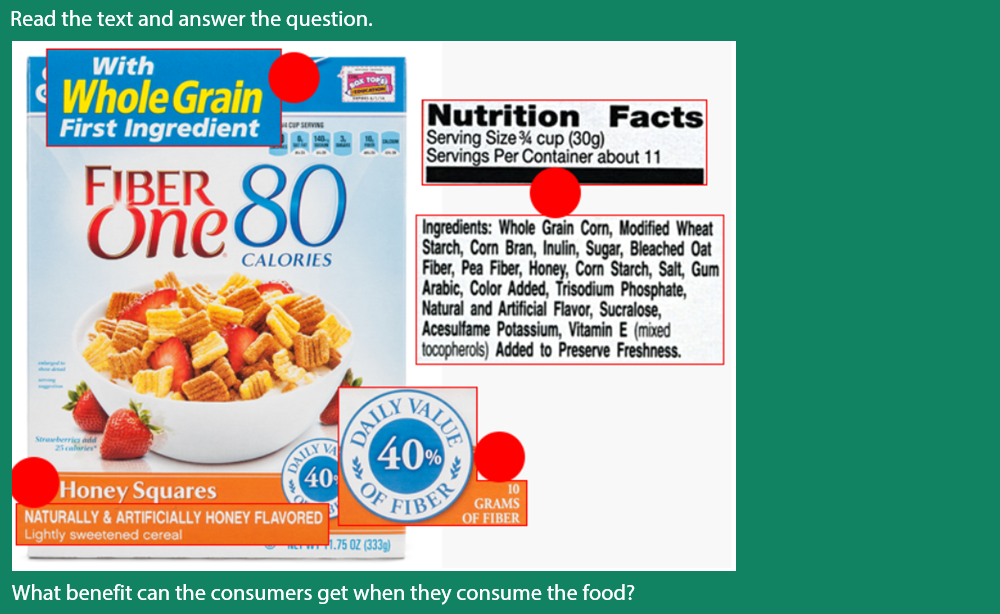 Read the text and answer the question.
With
Whole Grain
First Ingredient
BOX TOPS
EDUCATION
CUP SERVING
FIBER
One 80
CALORIES
Strawberries add
25 calories*
Honey Squares
NATURALLY & ARTIFICIALLY HONEY FLAVORED
Lightly sweetened cereal
DAILY VA
40
NET WT 11.75 OZ (333g)
DAILY VALUE
40%
OF FIBER
10
GRAMS
OF FIBER
Nutrition Facts
Serving Size ¾ cup (30g)
Servings Per Container about 11
Ingredients: Whole Grain Corn, Modified Wheat
Starch, Corn Bran, Inulin, Sugar, Bleached Oat
Fiber, Pea Fiber, Honey, Corn Starch, Salt, Gum
Arabic, Color Added, Trisodium Phosphate,
Natural and Artificial Flavor, Sucralose,
Acesulfame Potassium, Vitamin E (mixed
tocopherols) Added to Preserve Freshness.
What benefit can the consumers get when they consume the food?